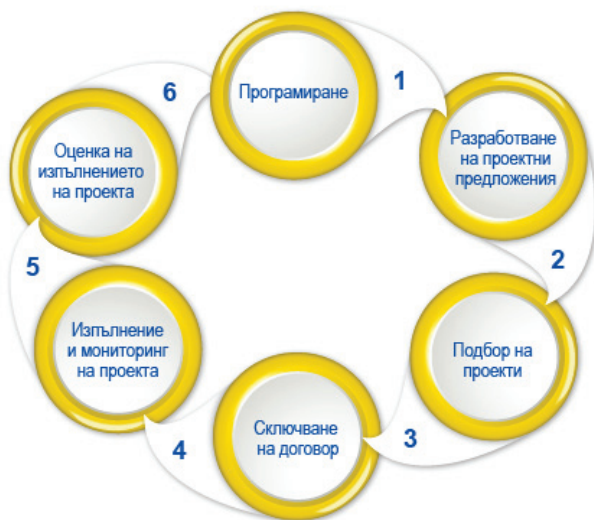 Програмиране
1
Разработване
на проектни
предложения
2
Подбор на
проекти
3
Сключване
на договор
4
Изпълнение
и мониторинг
на проекта
5
Оценка на
изпълнението
на проекта
6